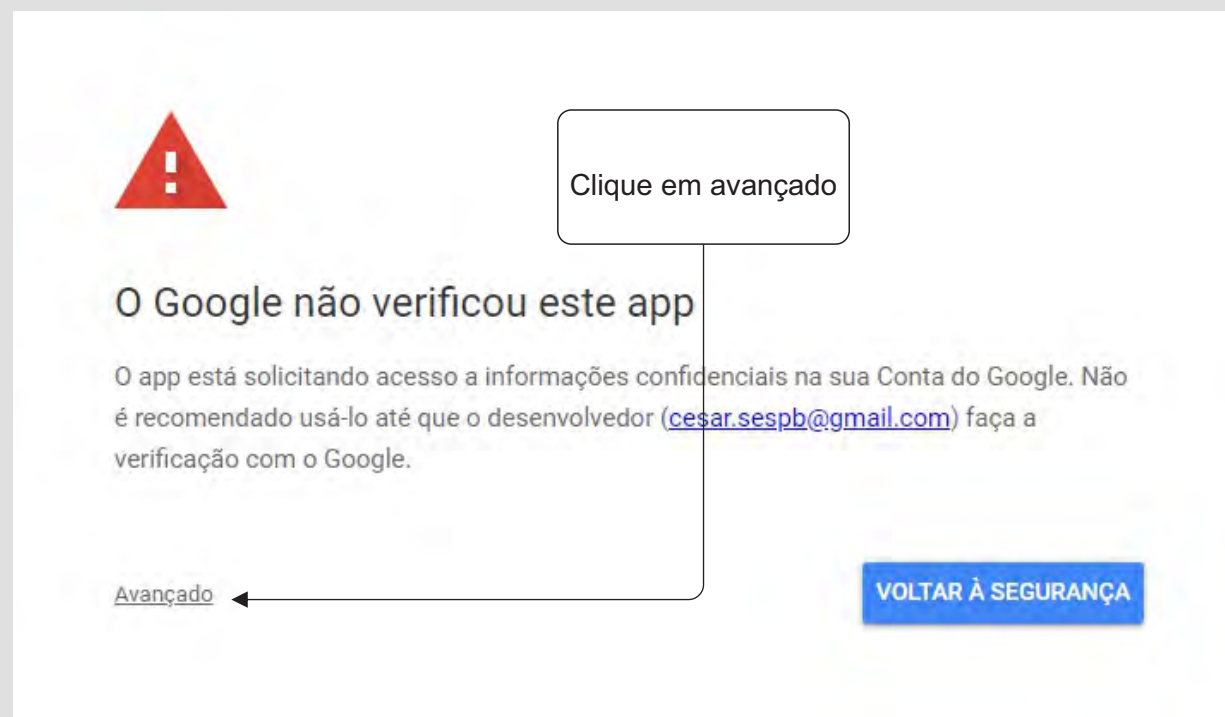 Clique em avançado
O Google não verificou este app
O app está solicitando acesso a informações confidenciais na sua Conta do Google. Não
é recomendado usá-lo até que o desenvolvedor (cesar.sespb@gmail.com) faça a
verificação com o Google.
Avançado
VOLTAR À SEGURANÇA